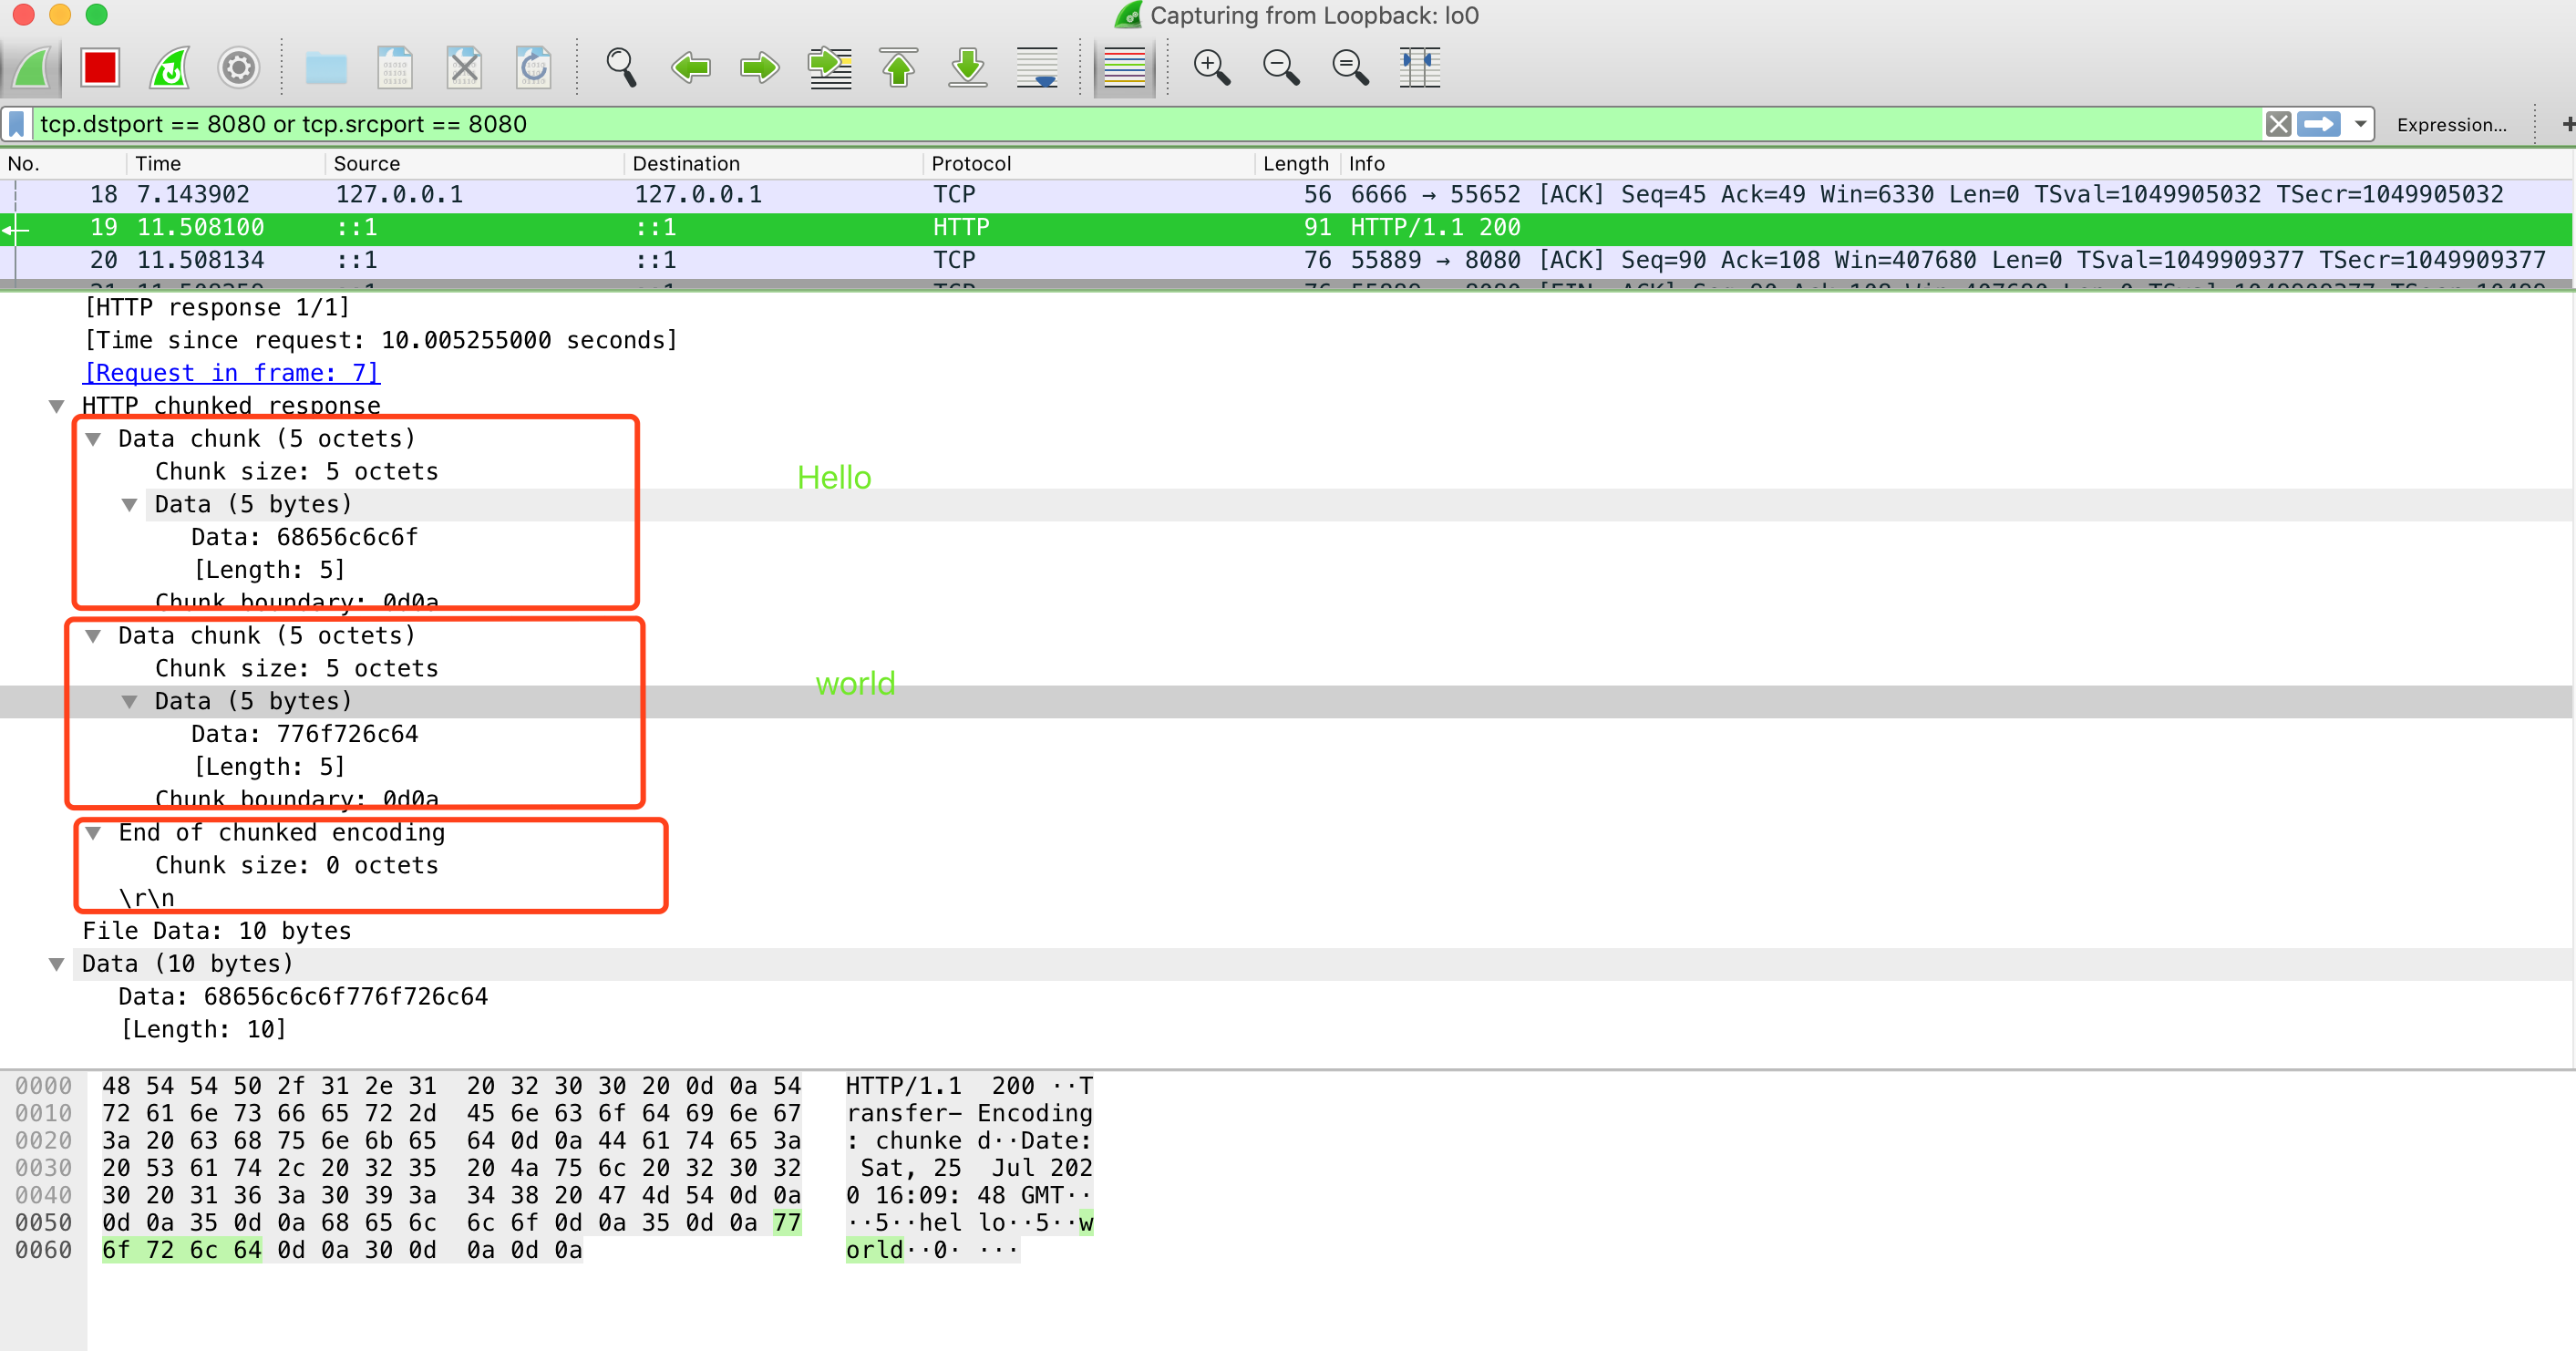 Capturing from Loopback: lo0
tcp.dstport == 8080 or tcp.srcport == 8080 Expression... +
No. Time Source Destination Protocol Length Info
18 7.143902 127.0.0.1 127.0.0.1 TCP 56 6666 → 55652 [ACK] Seq=45 Ack=49 Win=6330 Len=0 TSval=1049905032 TSecr=1049905032
19 11.508100 ::1 ::1 HTTP 91 HTTP/1.1 200
20 11.508134 ::1 ::1 TCP 76 55889 → 8080 [ACK] Seq=90 Ack=108 Win=407680 Len=0 TSval=1049909377 TSecr=1049909377
[HTTP response 1/1]
[Time since request: 10.005255000 seconds]
[Request in frame: 7]
HTTP chunked response
Data chunk (5 octets)
Chunk size: 5 octets
Hello
Data (5 bytes)
Data: 68656c6c6f
[Length: 5]
Chunk boundary: 0d0a
Data chunk (5 octets)
Chunk size: 5 octets
world
Data (5 bytes)
Data: 776f726c64
[Length: 5]
Chunk boundary: 0d0a
End of chunked encoding
Chunk size: 0 octets
\r\n
File Data: 10 bytes
Data (10 bytes)
Data: 68656c6c6f776f726c64
[Length: 10]
0000 48 54 54 50 2f 31 2e 31 20 32 30 30 20 0d 0a 54 HTTP/1.1 200 ··T
0010 72 61 6e 73 66 65 72 2d 45 6e 63 6f 64 69 6e 67 ransfer- Encoding
0020 3a 20 63 68 75 6e 6b 65 64 0d 0a 44 61 74 65 3a : chunke d··Date:
0030 20 53 61 74 2c 20 32 35 20 4a 75 6c 20 32 30 32 Sat, 25 Jul 202
0040 30 20 31 36 3a 30 39 3a 34 38 20 47 4d 54 0d 0a 0 16:09: 48 GMT··
0050 0d 0a 35 0d 0a 68 65 6c 6c 6f 0d 0a 35 0d 0a 77 ··5··hel lo··5··w
0060 6f 72 6c 64 0d 0a 30 0d 0a 0d 0a orld··0· ···